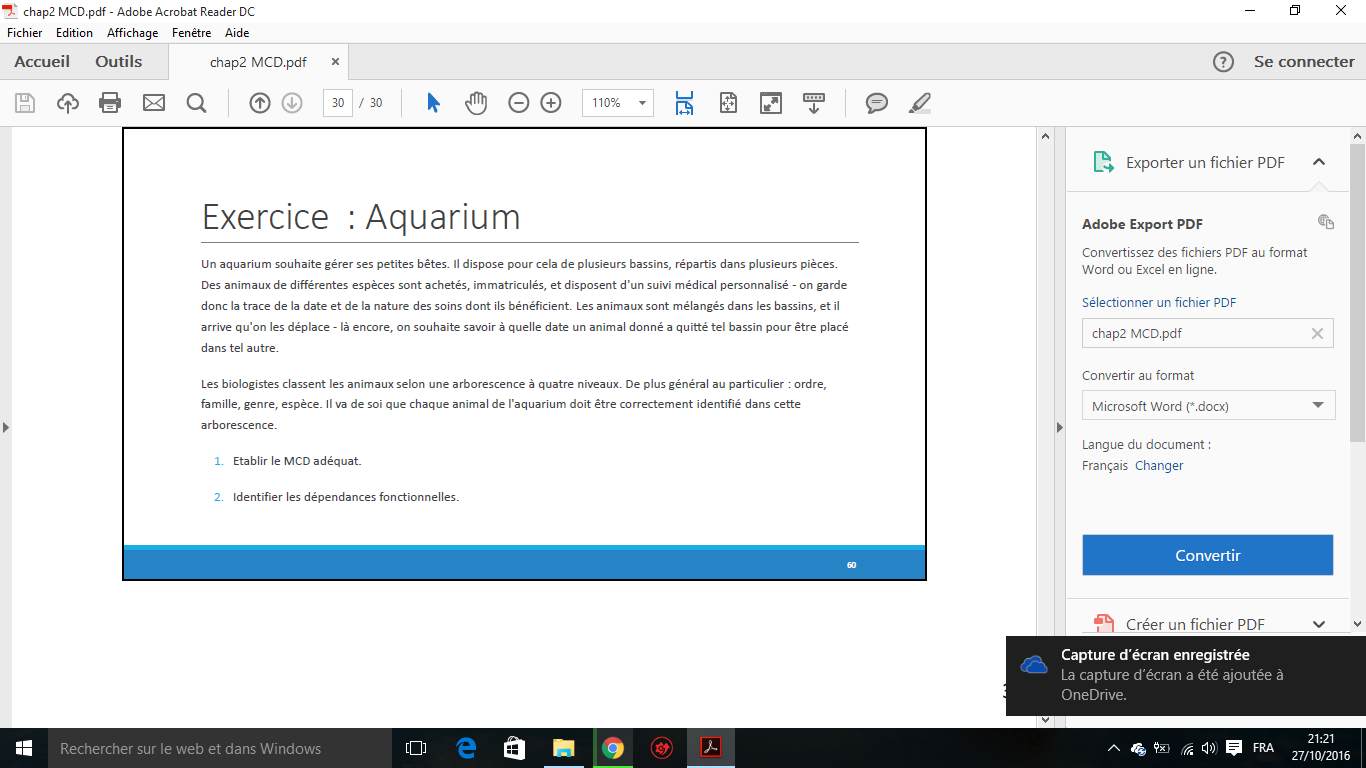 chap2 MCD.pdf - Adobe Acrobat Reader DC
Fichier Edition Affichage Fenêtre Aide
Accueil Outils chap2 MCD.pdf × ? Se connecter
30 / 30 110%
Exercice : Aquarium
Un aquarium souhaite gérer ses petites bêtes. Il dispose pour cela de plusieurs bassins, répartis dans plusieurs pièces.
Des animaux de différentes espèces sont achetés, immatriculés, et disposent d'un suivi médical personnalisé - on garde
donc la trace de la date et de la nature des soins dont ils bénéficient. Les animaux sont mélangés dans les bassins, et il
arrive qu'on les déplace - là encore, on souhaite savoir à quelle date un animal donné a quitté tel bassin pour être placé
dans tel autre.
Les biologistes classent les animaux selon une arborescence à quatre niveaux. De plus général au particulier : ordre,
famille, genre, espèce. Il va de soi que chaque animal de l'aquarium doit être correctement identifié dans cette
arborescence.
1. Etablir le MCD adéquat.
2. Identifier les dépendances fonctionnelles.
60
Exporter un fichier PDF
Adobe Export PDF
Convertissez des fichiers PDF au format
Word ou Excel en ligne.
Sélectionner un fichier PDF
chap2 MCD.pdf
Convertir au format
Microsoft Word (*.docx)
Langue du document :
Français Changer
Convertir
Créer un fichier PDF
Capture d'écran enregistrée
La capture d'écran a été ajoutée à
OneDrive.
Rechercher sur le web et dans Windows
FRA
21:21
27/10/2016